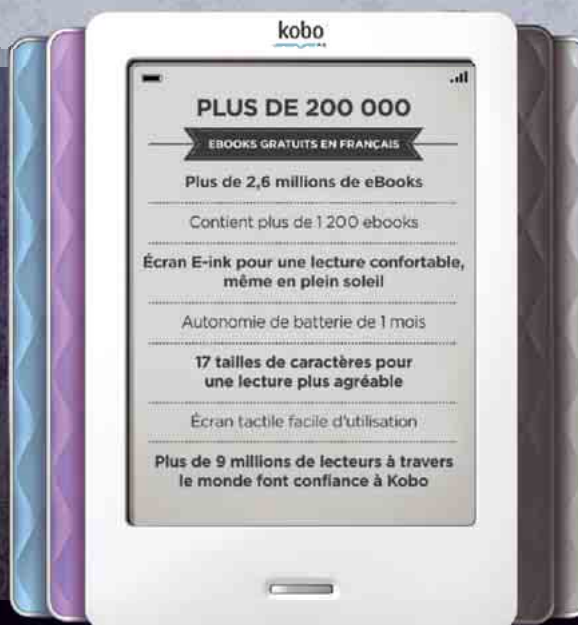 kobo
PLUS DE 200 000
EBOOKS GRATUITS EN FRANÇAIS
Plus de 2,6 millions de eBooks
Contient plus de 1 200 ebooks
Écran E-ink pour une lecture confortable,
même en plein soleil
Autonomie de batterie de 1 mois
17 tailles de caractères pour
une lecture plus agréable
Écran tactile facile d'utilisation
Plus de 9 millions de lecteurs à travers
le monde font confiance à Kobo